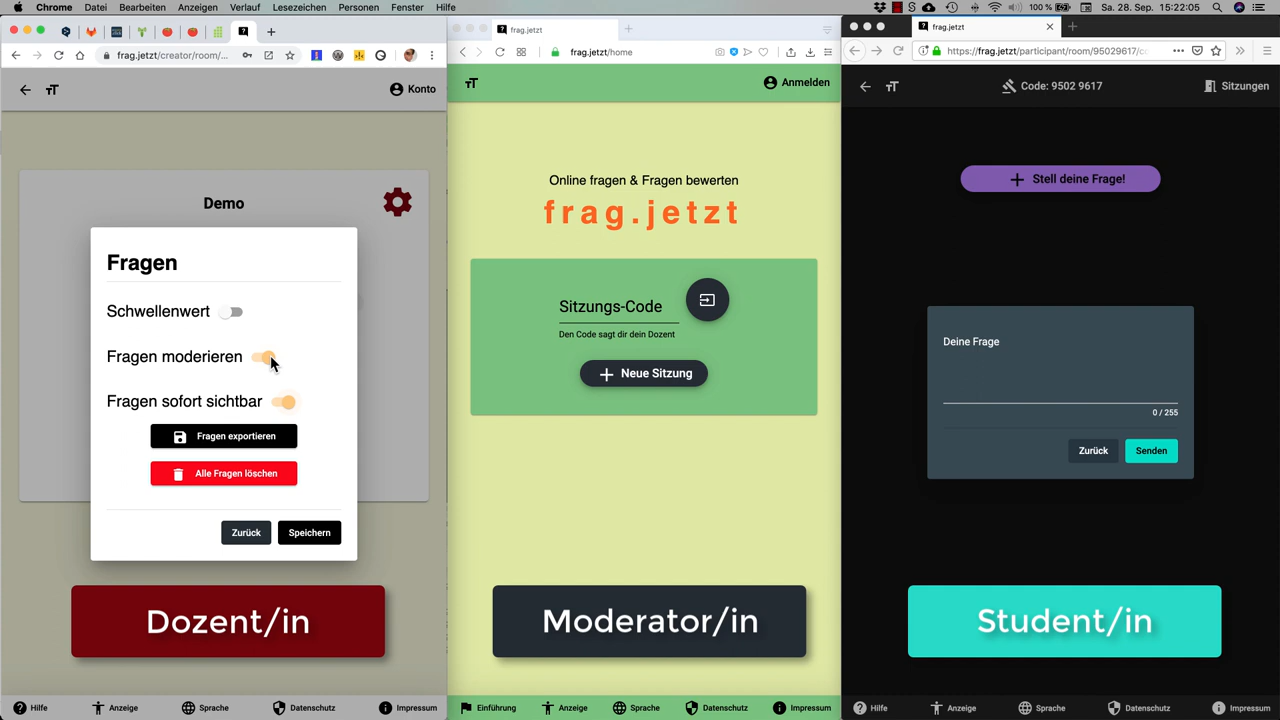 Chrome Datei Bearbeiten Anzeigen Verlauf Lesezeichen Personen Fenster Hilfe
100 % Sa. 28. Sep. 15:22:05
frag.jetzt/creator/room/...
Konto
Demo
Fragen
Schwellenwert
Fragen moderieren
Fragen sofort sichtbar
Fragen exportieren
Alle Fragen löschen
Zurück Speichern
Dozent/in
Hilfe Anzeige Sprache Datenschutz Impressum
frag.jetzt
frag.jetzt/home
Anmelden
Online fragen & Fragen bewerten
frag.jetzt
Sitzungs-Code
Den Code sagt dir dein Dozent
Neue Sitzung
Moderator/in
Einführung Anzeige Sprache Datenschutz Impressum
frag.jetzt
https://frag.jetzt/participant/room/95029617/
Code: 9502 9617
Sitzungen
Stell deine Frage!
Deine Frage
0 / 255
Zurück Senden
Student/in
Hilfe Anzeige Sprache Datenschutz Impressum